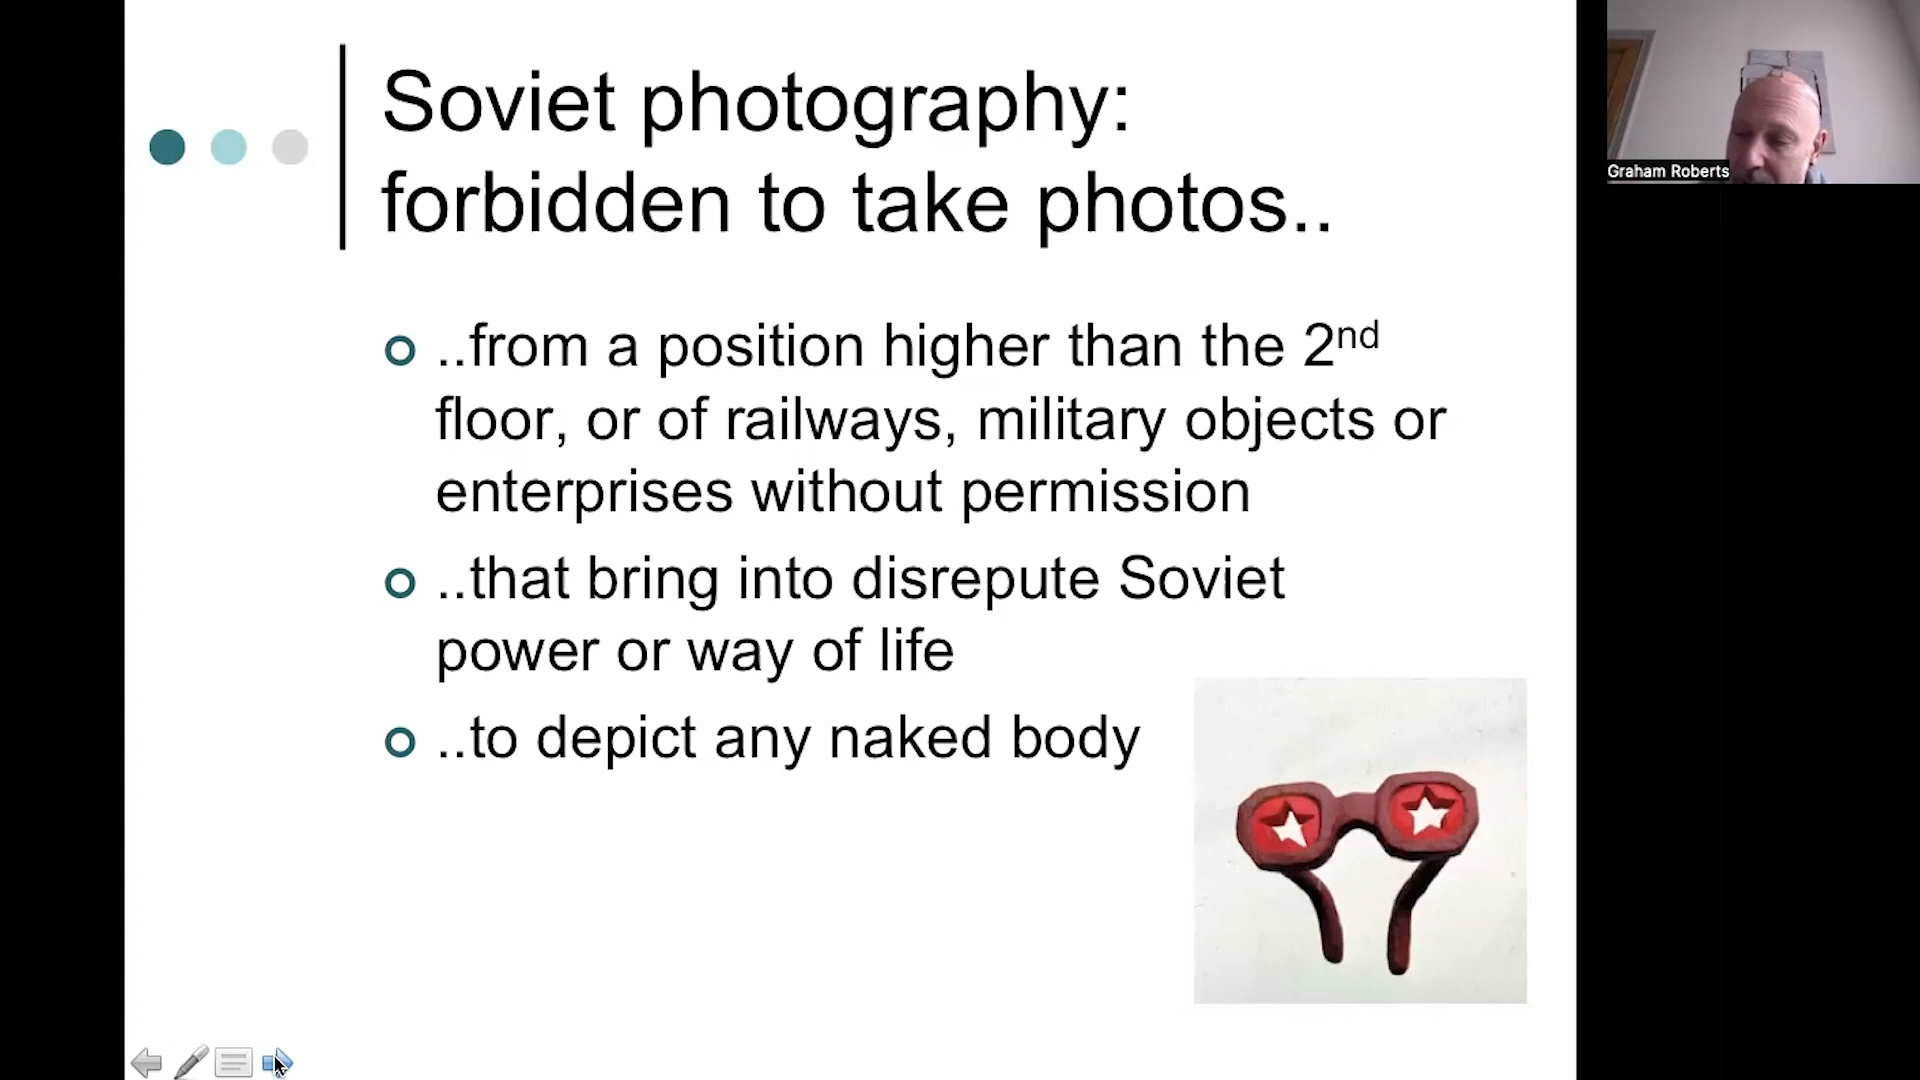 Soviet photography:
forbidden to take photos..
..from a position higher than the 2nd
floor, or of railways, military objects or
enterprises without permission
..that bring into disrepute Soviet
power or way of life
..to depict any naked body
Graham Roberts